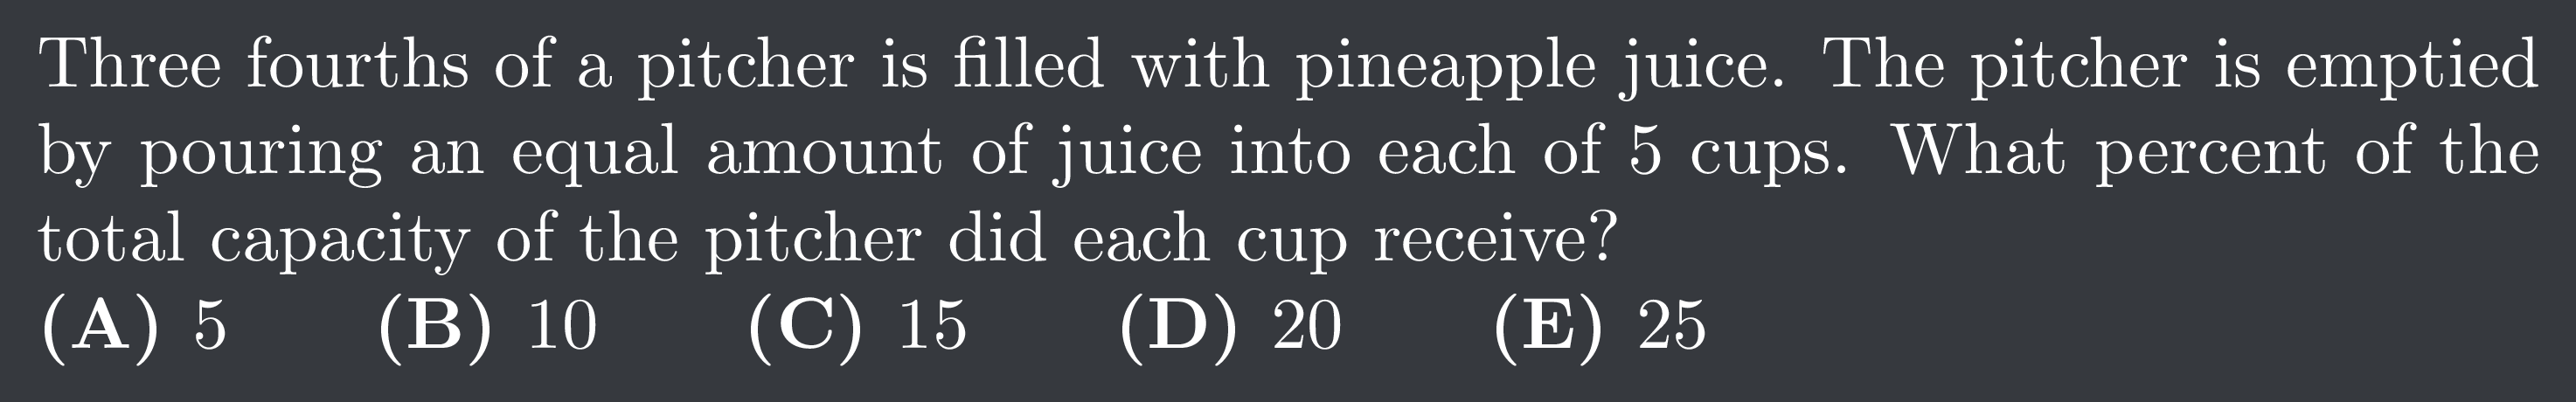 Three fourths of a pitcher is filled with pineapple juice. The pitcher is emptied
by pouring an equal amount of juice into each of 5 cups. What percent of the
total capacity of the pitcher did each cup receive?
(A) 5 (B) 10 (C) 15 (D) 20 (E) 25